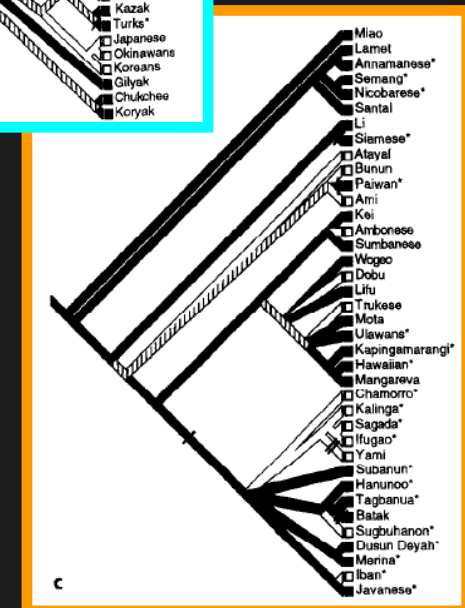 Kazak
Turks*
Japanese
Okinawans
Koreans
Gilyak
Chukchee
Koryak
Miao
Lamet
Annamanese*
Semang*
Nicobarese*
Santal
Li
Siamese*
Atayal
Bunun
Paiwan*
Ami
Kei
Ambonese
Sumbanese
Wogeo
Dobu
Lifu
Trukese
Mota
Ulawans*
Kapingamarangi*
Hawaiian*
Mangareva
Chamorro*
Kalinga*
Sagada*
Ifugao*
Yami
Subanun*
Hanunoo*
Tagbanua*
Batak
Sugbuhanon*
Dusun Deyah*
Merina*
Iban*
Javanese*
c